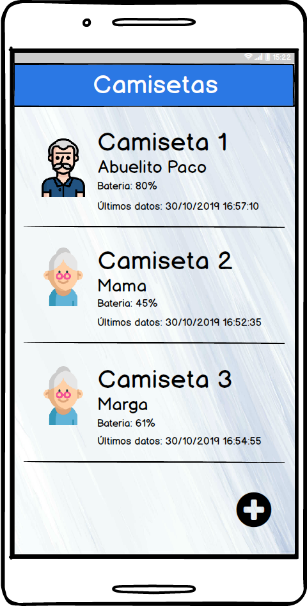 15:22
Camisetas
Camiseta 1
Abuelito Paco
Bateria: 80%
Últimos datos: 30/10/2019 16:57:10
Camiseta 2
Mama
Bateria: 45%
Últimos datos: 30/10/2019 16:52:35
Camiseta 3
Marga
Bateria: 61%
Últimos datos: 30/10/2019 16:54:55